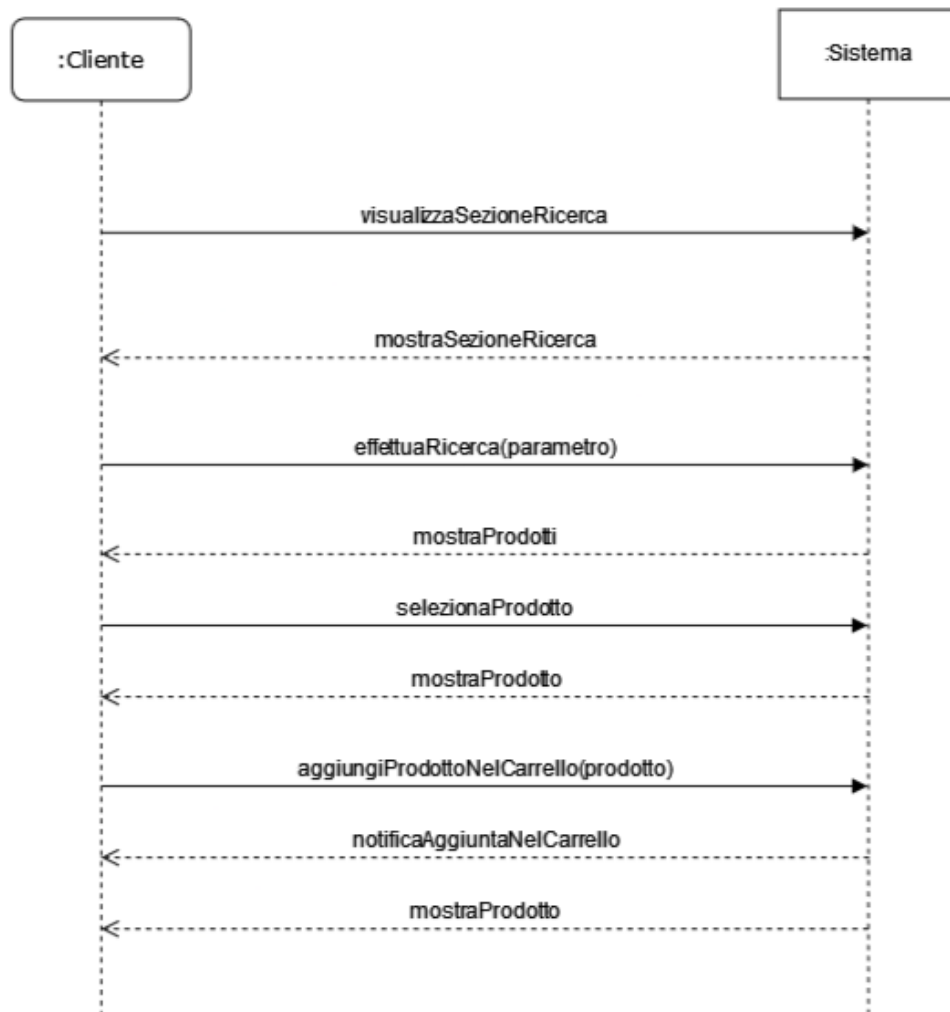 :Cliente
:Sistema
visualizzaSezioneRicerca
mostraSezioneRicerca
effettuaRicerca(parametro)
mostraProdotti
selezionaProdotto
mostraProdotto
aggiungiProdottoNelCarrello(prodotto)
notificaAggiuntaNelCarrello
mostraProdotto